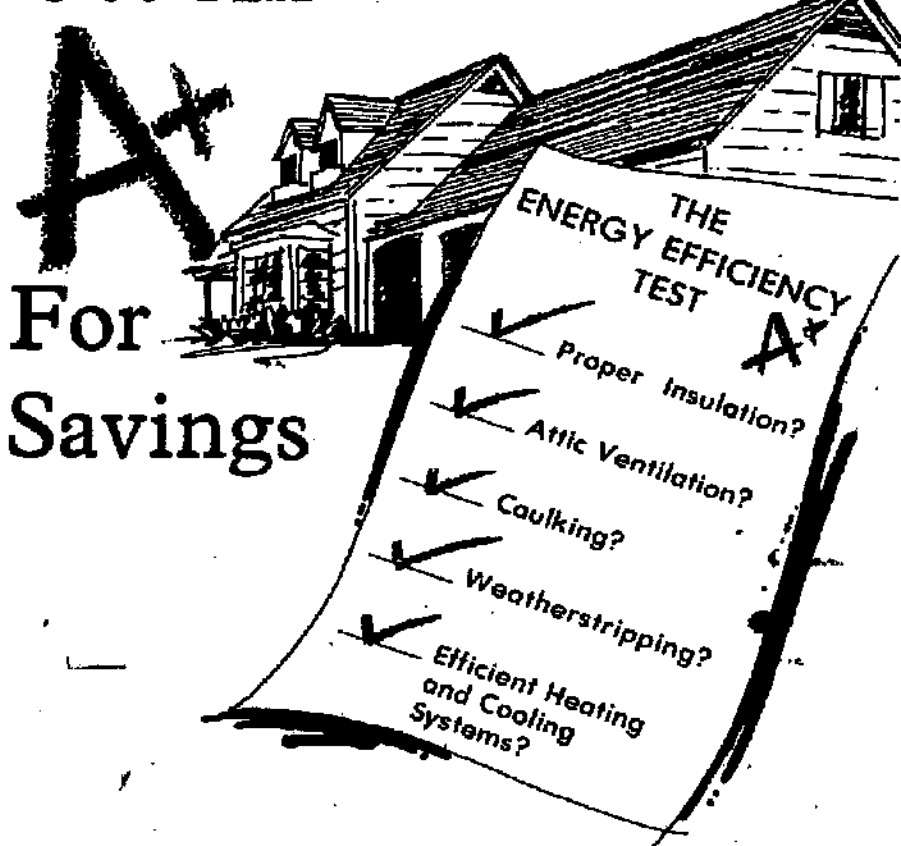 A+
For
Savings
THE
ENERGY EFFICIENCY
TEST
A+
Proper Insulation?
Attic Ventilation?
Caulking?
Weatherstripping?
Efficient Heating
and Cooling
Systems?